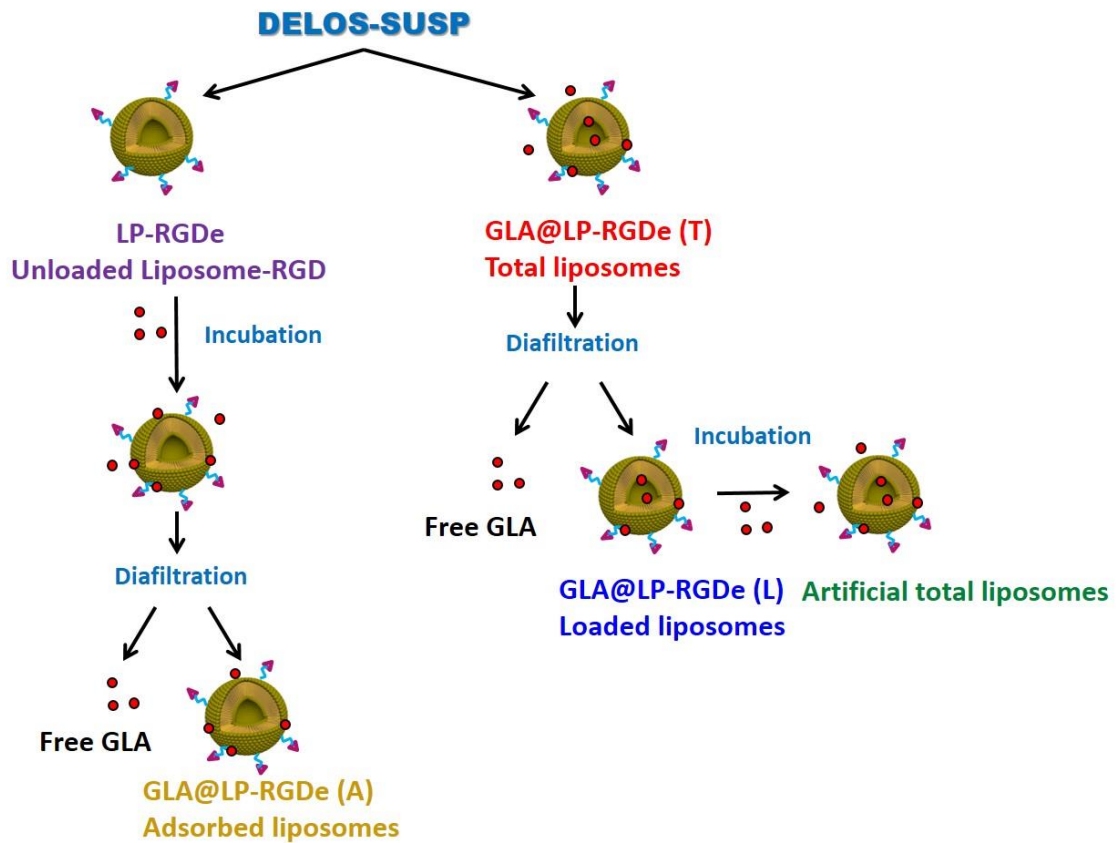 DELOS-SUSP
LP-RGDe
Unloaded Liposome-RGD
Incubation
Diafiltration
Free GLA
GLA@LP-RGDe (A)
Adsorbed liposomes
GLA@LP-RGDe (T)
Total liposomes
Diafiltration
Free GLA
GLA@LP-RGDe (L)
Loaded liposomes
Incubation
Artificial total liposomes